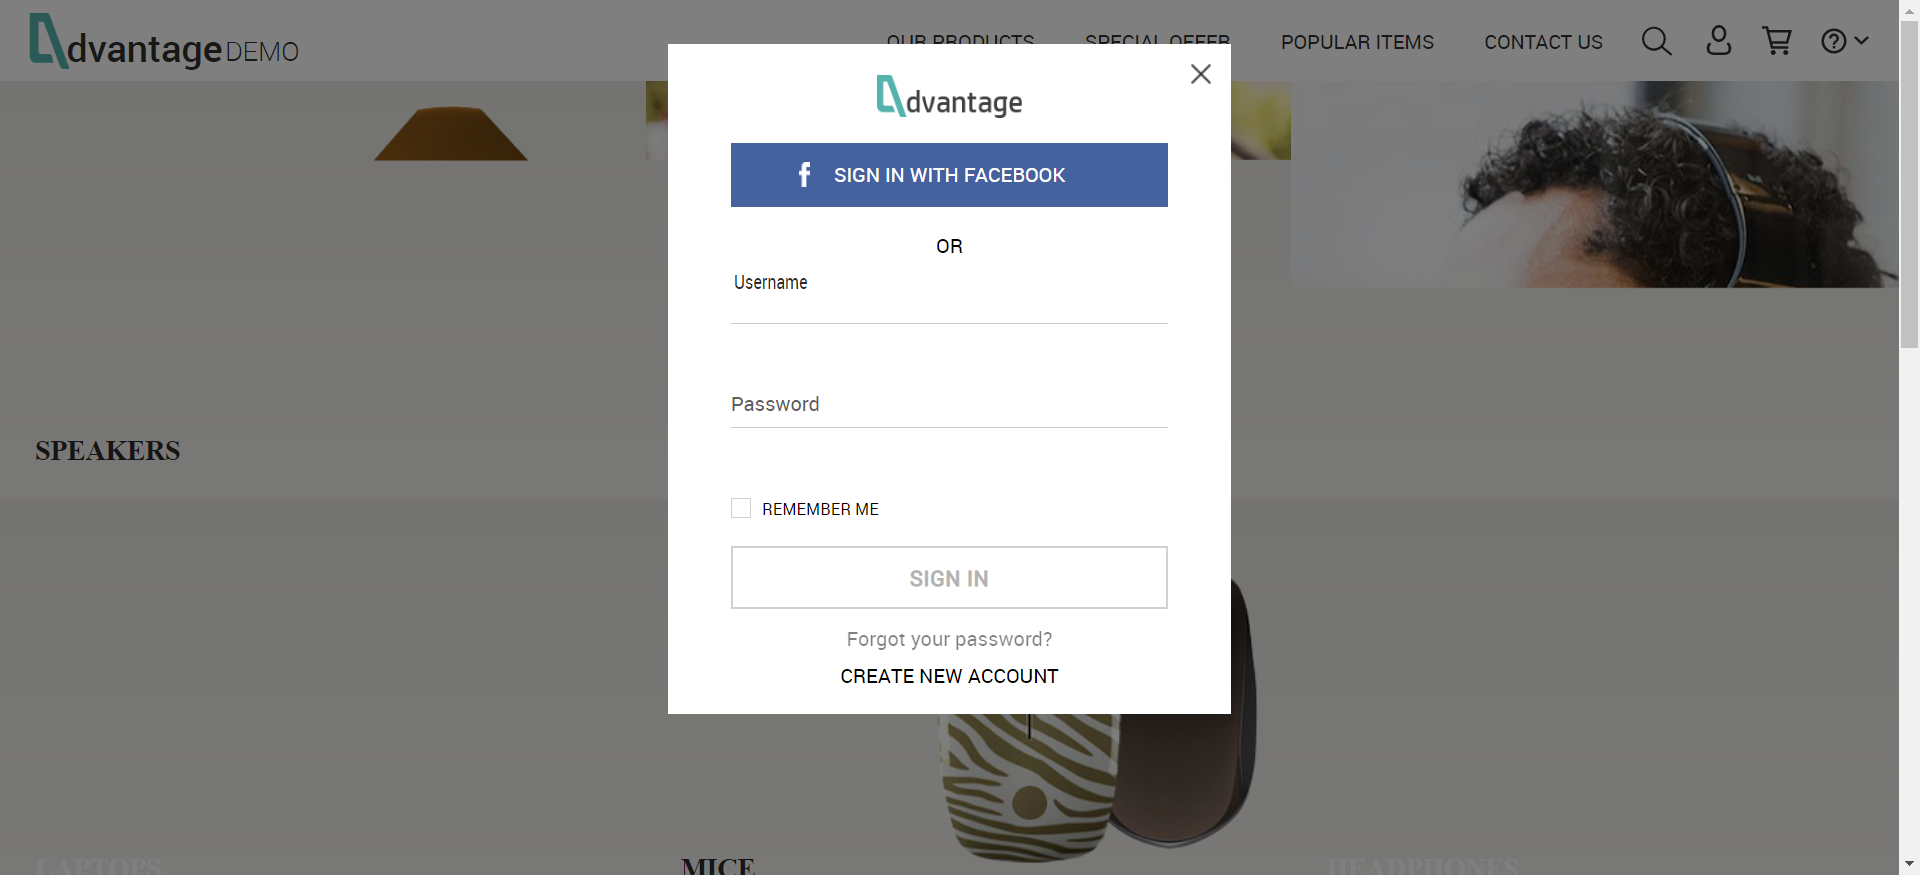 dvantage DEMO
OUR PRODUCTS
SPECIAL OFFER
POPULAR ITEMS
CONTACT US
dvantage
SIGN IN WITH FACEBOOK
OR
Username
Password
REMEMBER ME
SIGN IN
Forgot your password?
CREATE NEW ACCOUNT
SPEAKERS
LAPTOPS
MICE
HEADPHONES